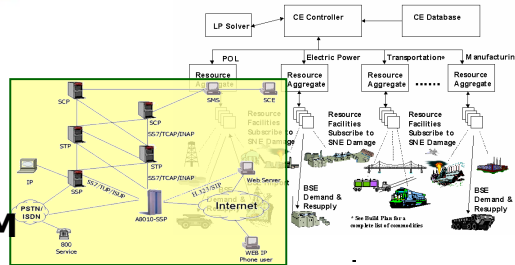 LP Solver
CE Controller
CE Database
POL
Electric Power
Transportation*
Manufacturin
Resource
Aggregate
Resource
Aggregate
Resource
Aggregate
Resource
Aggregate
......
Resource
Facilities
Subscribe to
SNE Damage
Resource
Facilities
Subscribe to
SNE Damage
Resource
Facilities
Subscribe to
SNE Damage
BSE
Demand &
Resupply
BSE
Demand &
Resupply
* See Build Plan for a
complete list of commodities
SCP
SMS
SCE
SCP
SS7/TCAP/INAP
STP
STP
SS7/TCAP/INAP
IP
SSP
SS7/TUP/ISUP
H.323/SIP
Web Server
PSTN/
ISDN
A8010-SSP
Internet
800
Service
WEB IP
Phone user
M